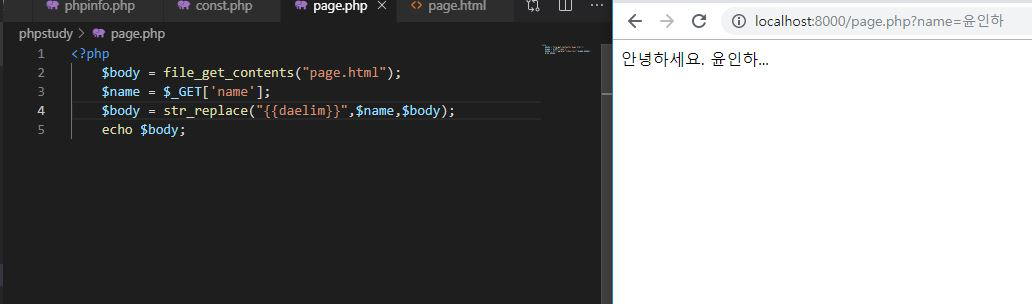 phpinfo.php const.php page.php page.html
phpstudy > page.php
1 <?php
2 $body = file_get_contents("page.html");
3 $name = $_GET['name'];
4 $body = str_replace("{{daelim}}",$name,$body);
5 echo $body;
localhost:8000/page.php?name=윤인하
안녕하세요. 윤인하...